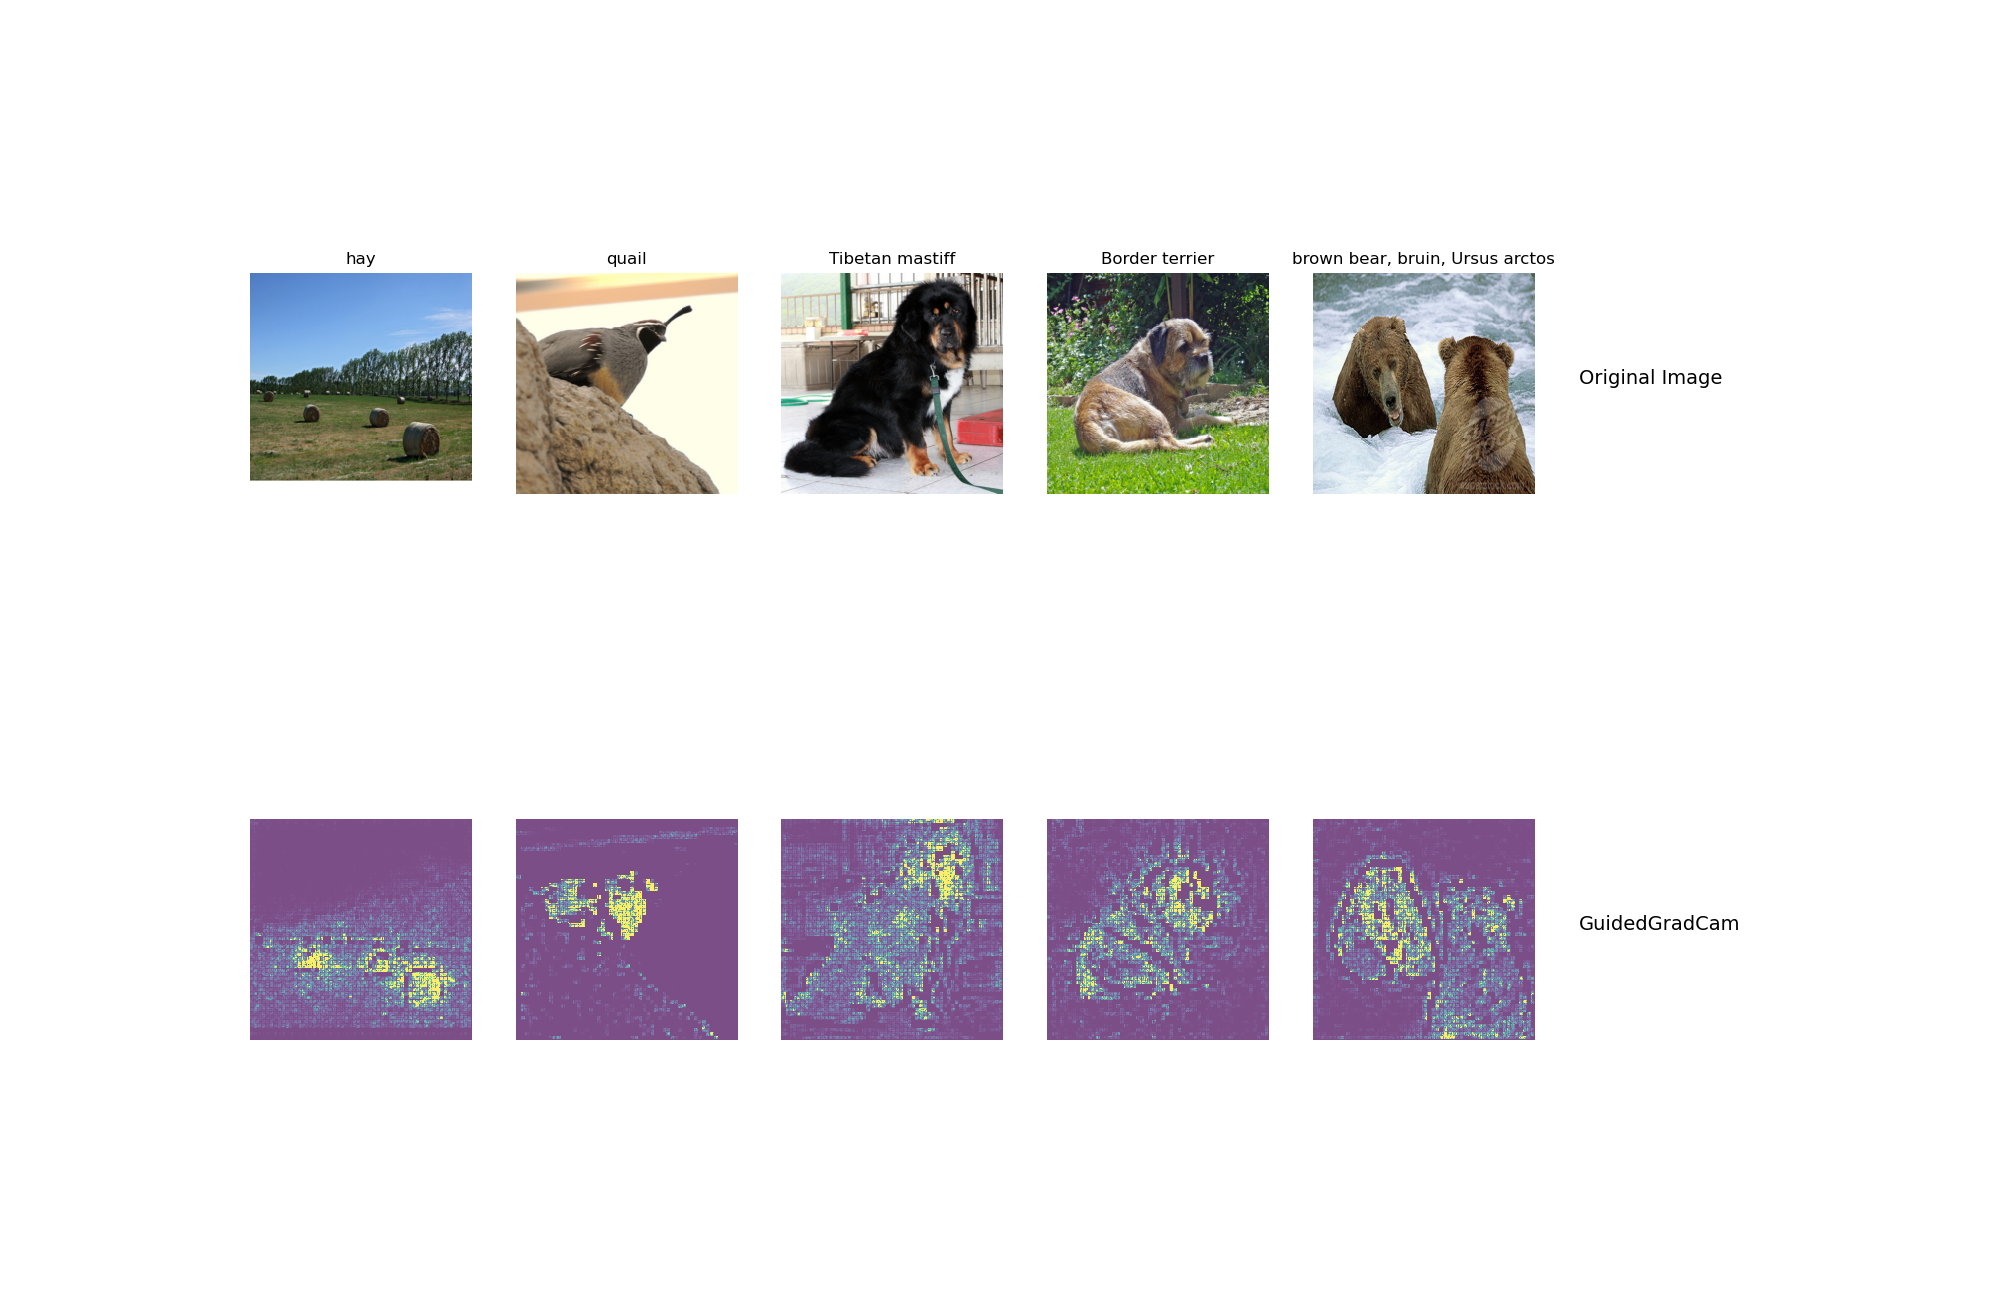 hay
quail
Tibetan mastiff
Border terrier
brown bear, bruin, Ursus arctos
Original Image
GuidedGradCam